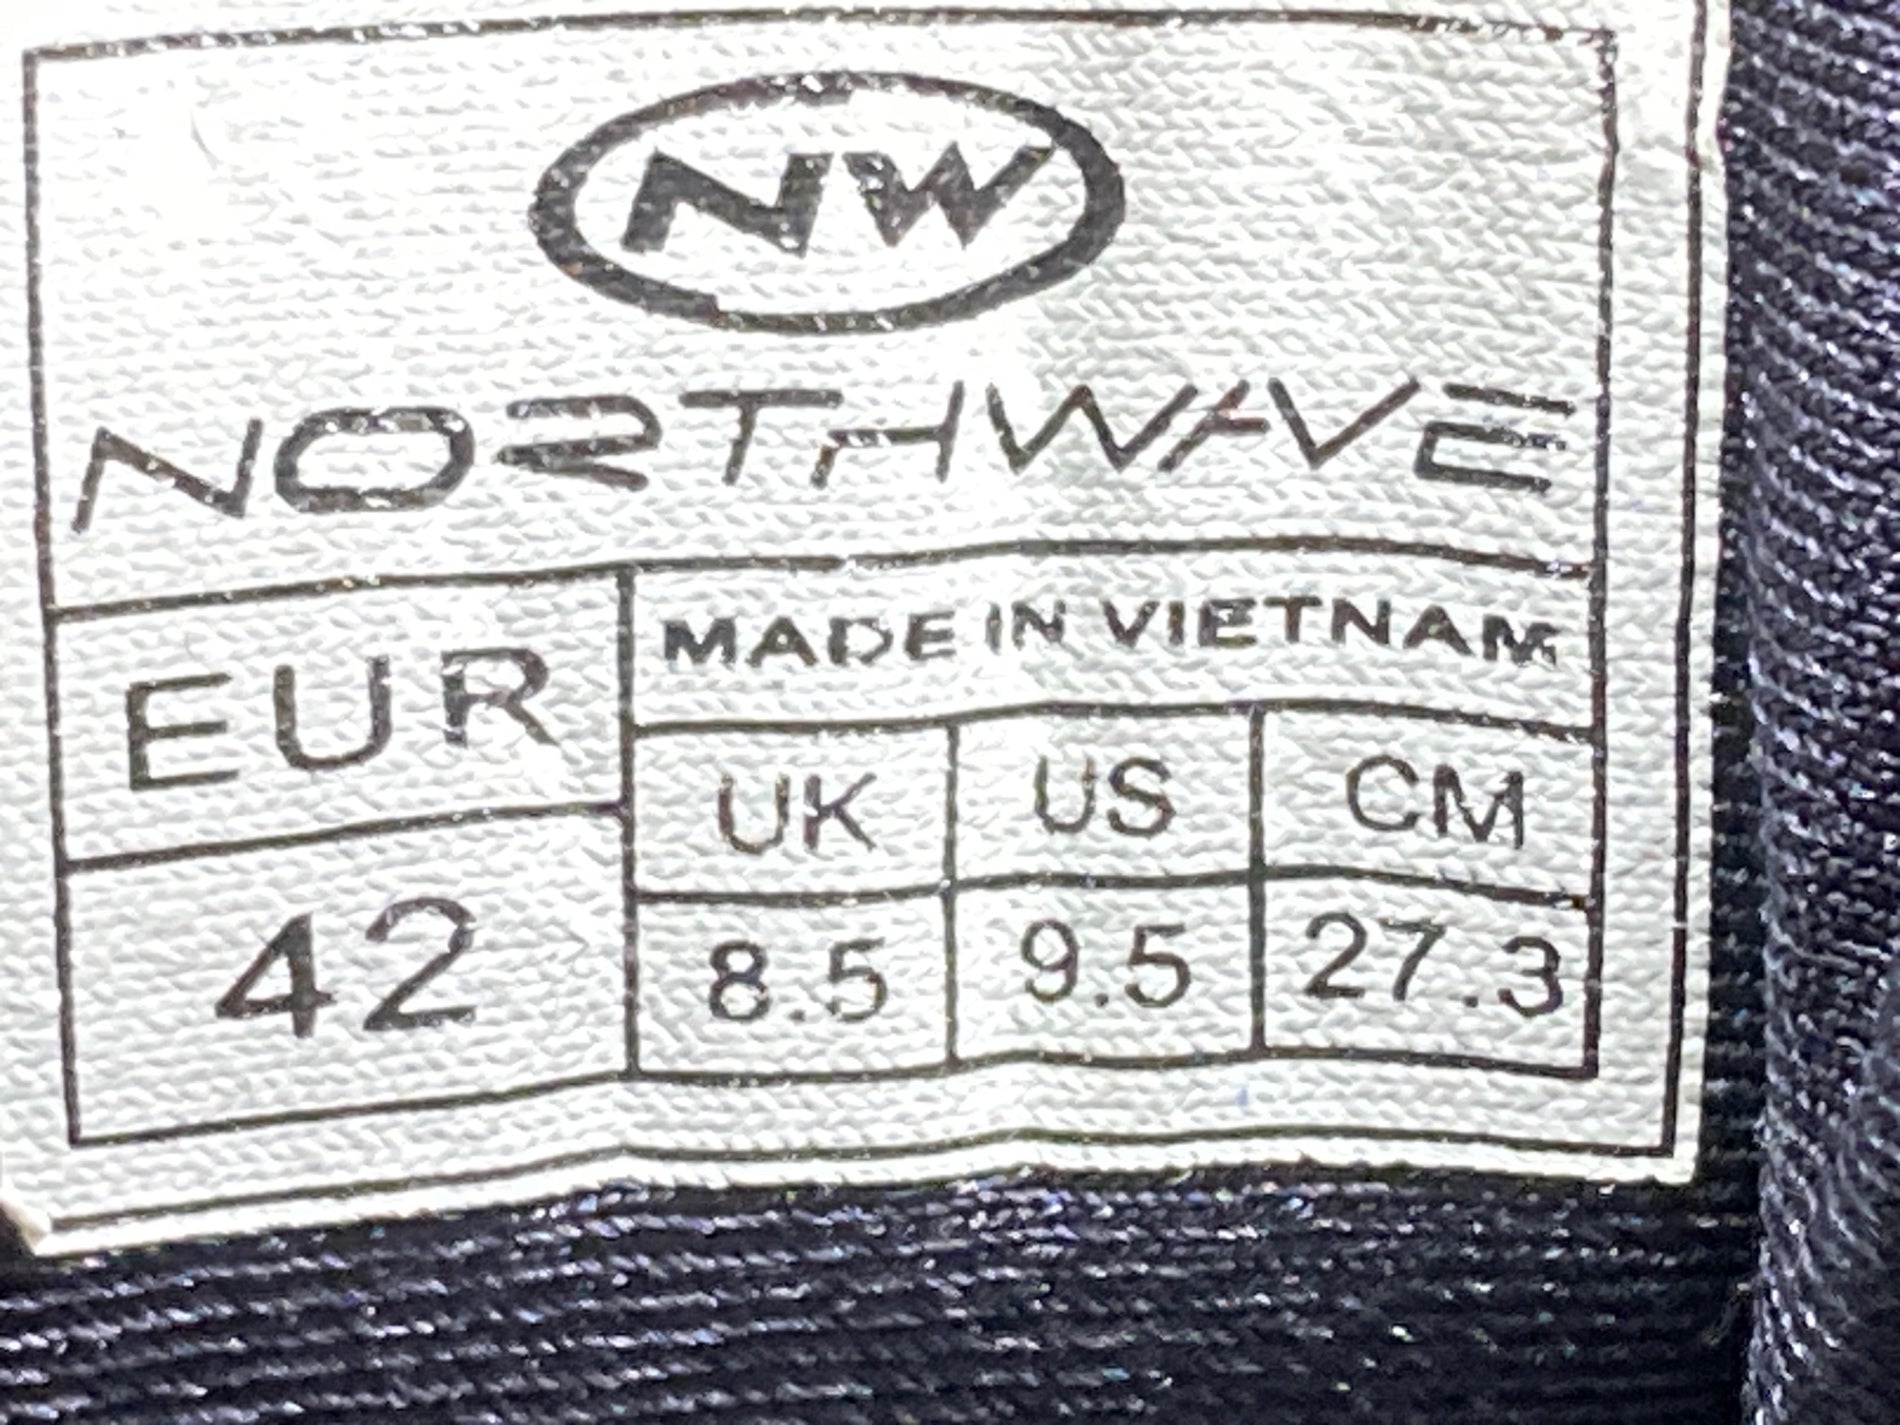 NW
NORTHWAVE
EUR MADE IN VIETNAM
UK US CM
42 8.5 9.5 27.3